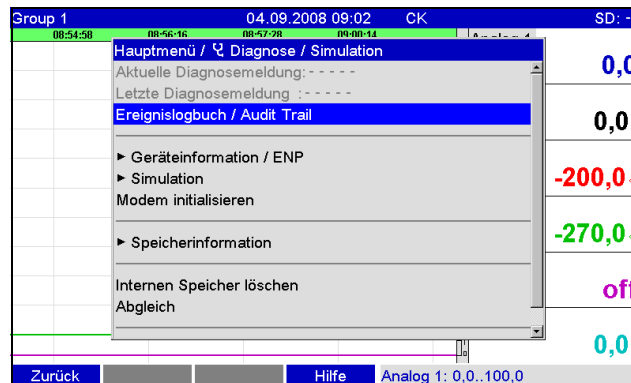 Group 1 04.09.2008 09:02 CK SD: -
08:54:58 08:56:16 08:57:28 09:00:14 Analog 1
Hauptmenü / Diagnose / Simulation
Aktuelle Diagnosemeldung:- - - - -
Letzte Diagnosemeldung :- - - - -
Ereignislogbuch / Audit Trail
► Geräteinformation / ENP
► Simulation
Modem initialisieren
► Speicherinformation
Internen Speicher löschen
Abgleich
0,0
0,0
-200,0
-270,0
off
0,0
Zurück Hilfe Analog 1: 0,0..100,0